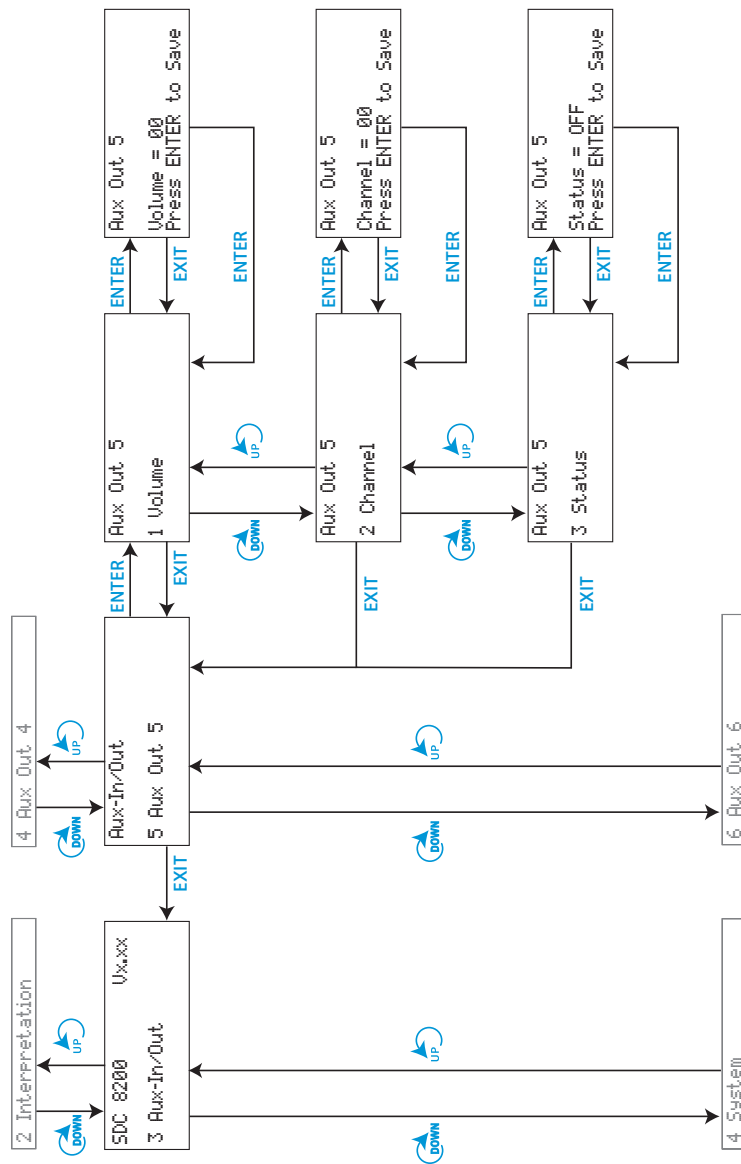 2 Interpretation
DOWN
UP
SDC 8200 Vx.xx
3 Aux-In/Out
DOWN
UP
4 System
4 Aux Out 4
DOWN
UP
EXIT
Aux-In/Out
5 Aux Out 5
DOWN
UP
6 Aux Out 6
ENTER
EXIT
Aux Out 5
1 Volume
ENTER
EXIT
Aux Out 5
Volume = 00
Press ENTER to Save
ENTER
DOWN
UP
EXIT
Aux Out 5
2 Channel
ENTER
EXIT
Aux Out 5
Channel = 00
Press ENTER to Save
ENTER
DOWN
UP
EXIT
Aux Out 5
3 Status
ENTER
EXIT
Aux Out 5
Status = OFF
Press ENTER to Save
ENTER